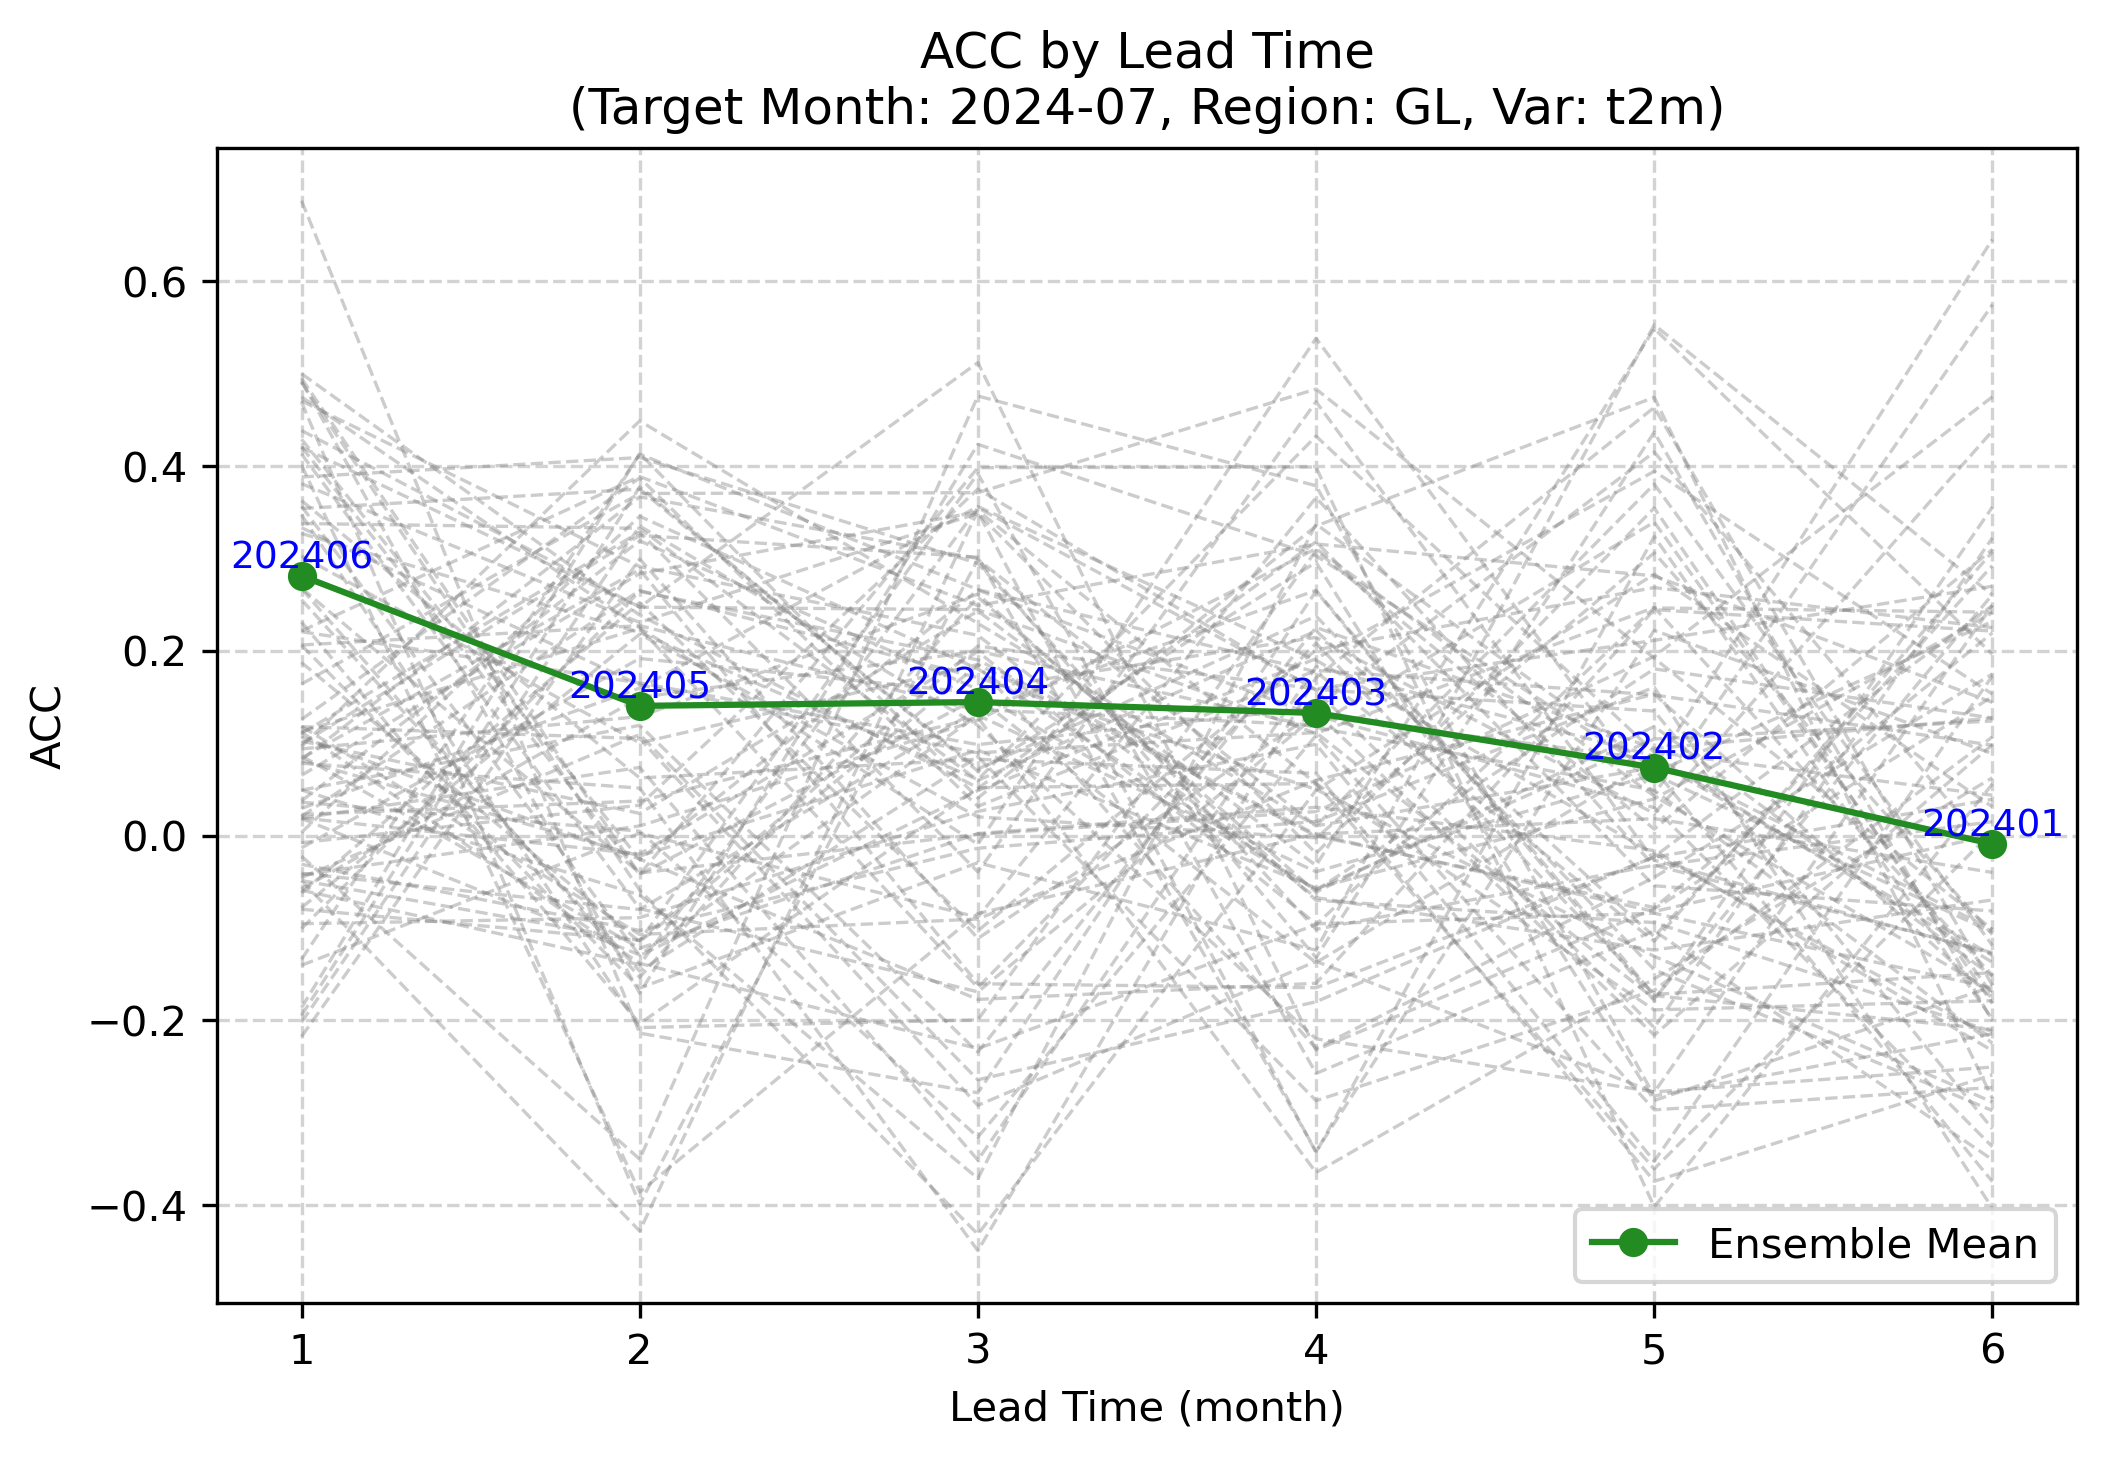 ACC by Lead Time
(Target Month: 2024-07, Region: GL, Var: t2m)
ACC
0.6
0.4
0.2
0.0
−0.2
−0.4
202406
202405
202404
202403
202402
202401
Ensemble Mean
1 2 3 4 5 6
Lead Time (month)